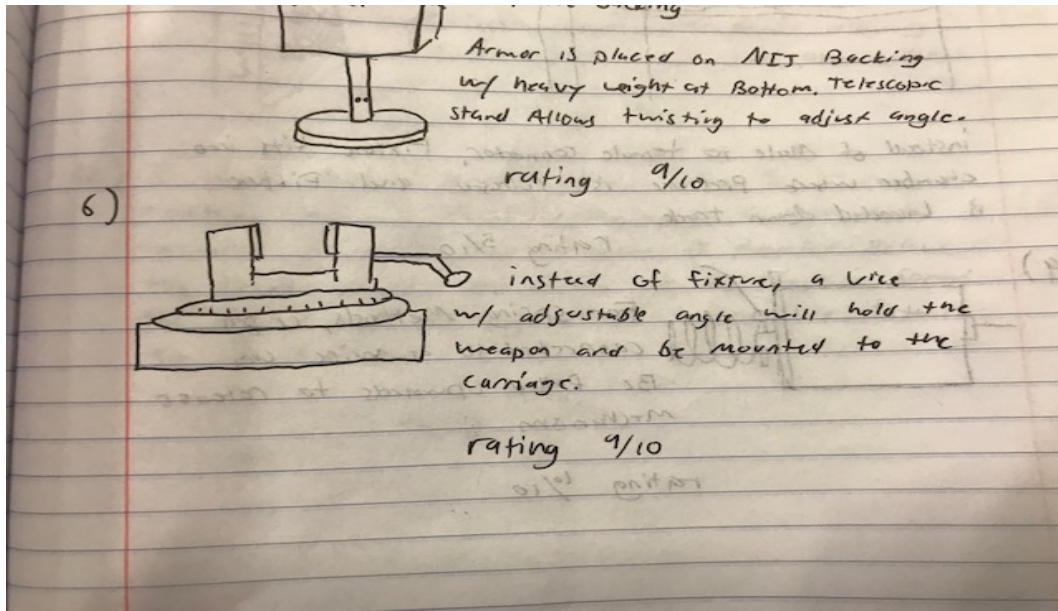 Armor is placed on NIJ Backing
w/ heavy weight at Bottom. Telescopic
stand Allows twisting to adjust angle.
rating 9/10
6)
instead of fixture, a vice
w/ adjustable angle will hold the
weapon and be mounted to the
carriage.
rating 9/10